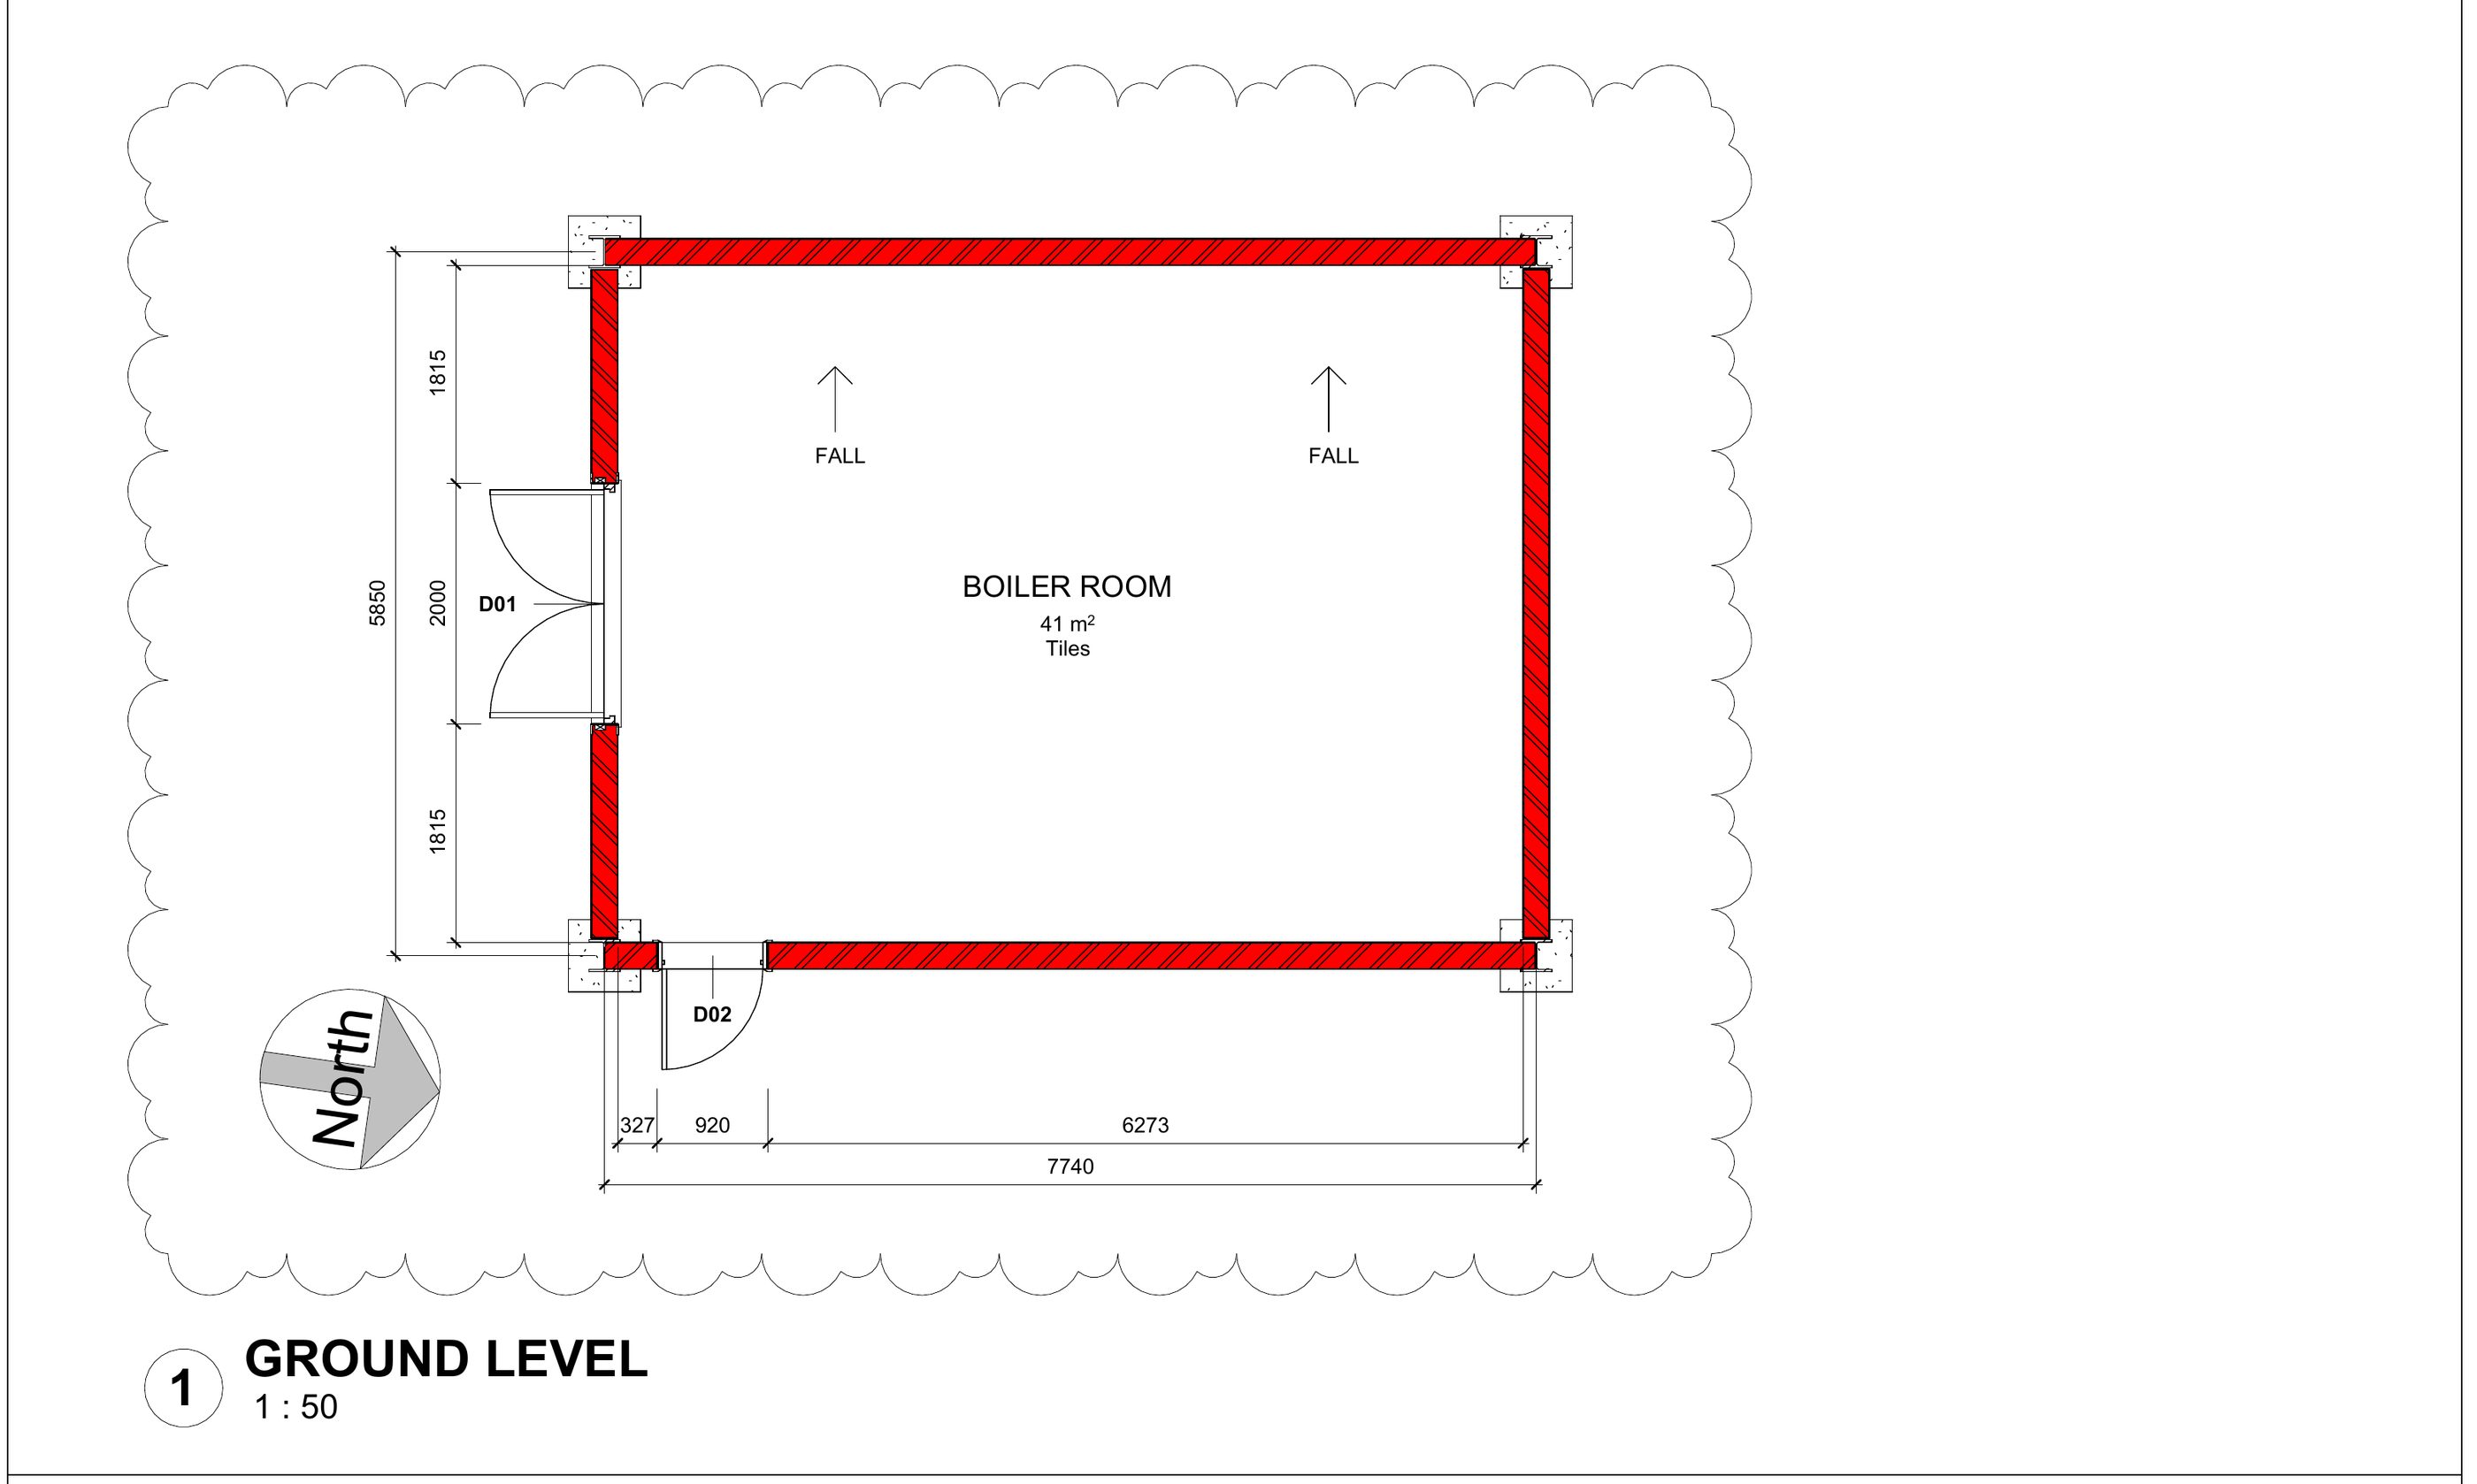 1815
FALL
FALL
5850
2000
D01
BOILER ROOM
41 m²
Tiles
1815
North
D02
327
920
6273
7740
1
GROUND LEVEL
1 : 50